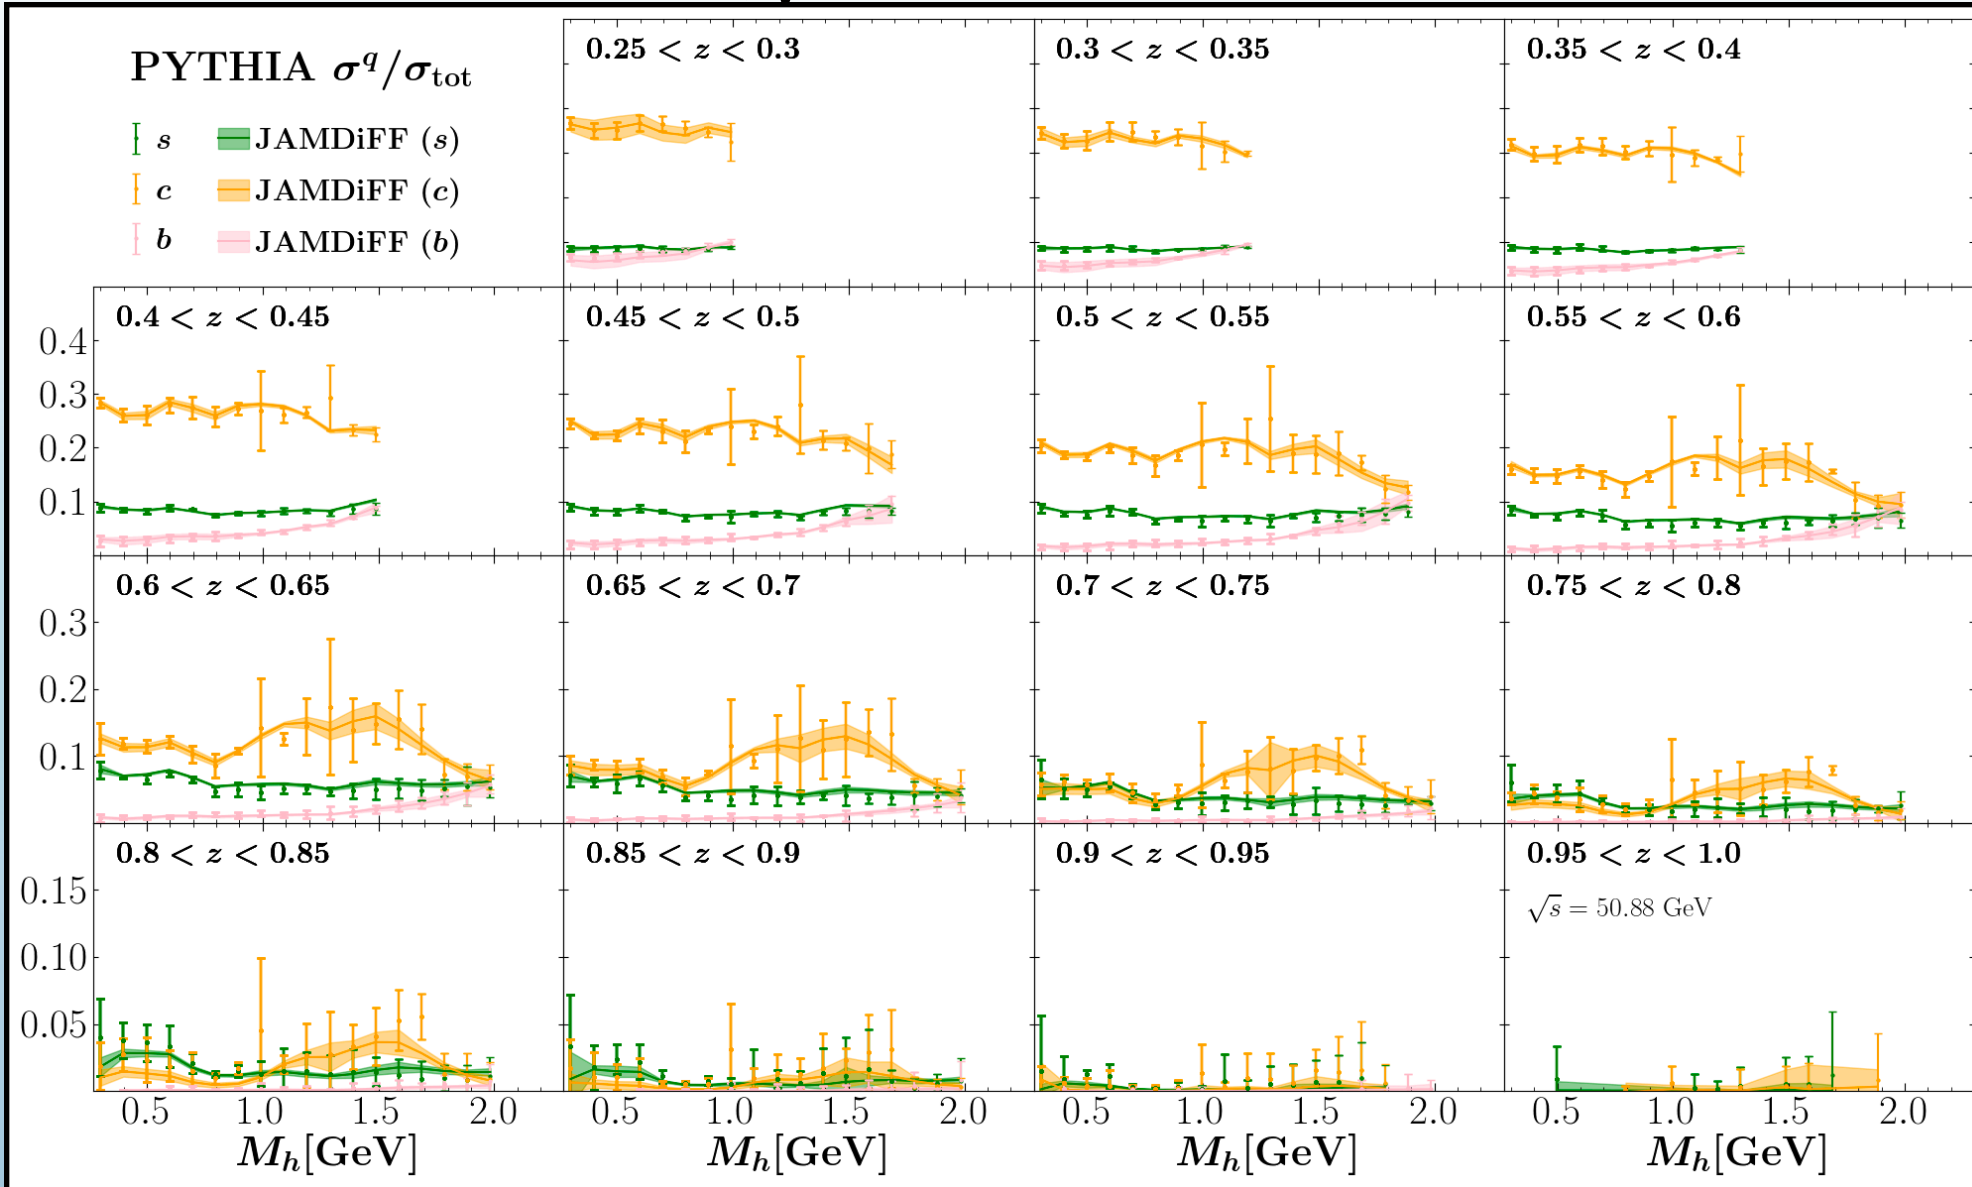 PYTHIA σ^q/σ_tot
s JAMDiFF (s)
c JAMDiFF (c)
b JAMDiFF (b)
0.25 < z < 0.3
0.3 < z < 0.35
0.35 < z < 0.4
0.4 < z < 0.45
0.45 < z < 0.5
0.5 < z < 0.55
0.55 < z < 0.6
0.4
0.3
0.2
0.1
0.6 < z < 0.65
0.65 < z < 0.7
0.7 < z < 0.75
0.75 < z < 0.8
0.3
0.2
0.1
0.8 < z < 0.85
0.85 < z < 0.9
0.9 < z < 0.95
0.95 < z < 1.0
√s = 50.88 GeV
0.15
0.10
0.05
0.5 1.0 1.5 2.0
0.5 1.0 1.5 2.0
0.5 1.0 1.5 2.0
0.5 1.0 1.5 2.0
M_h[GeV]
M_h[GeV]
M_h[GeV]
M_h[GeV]